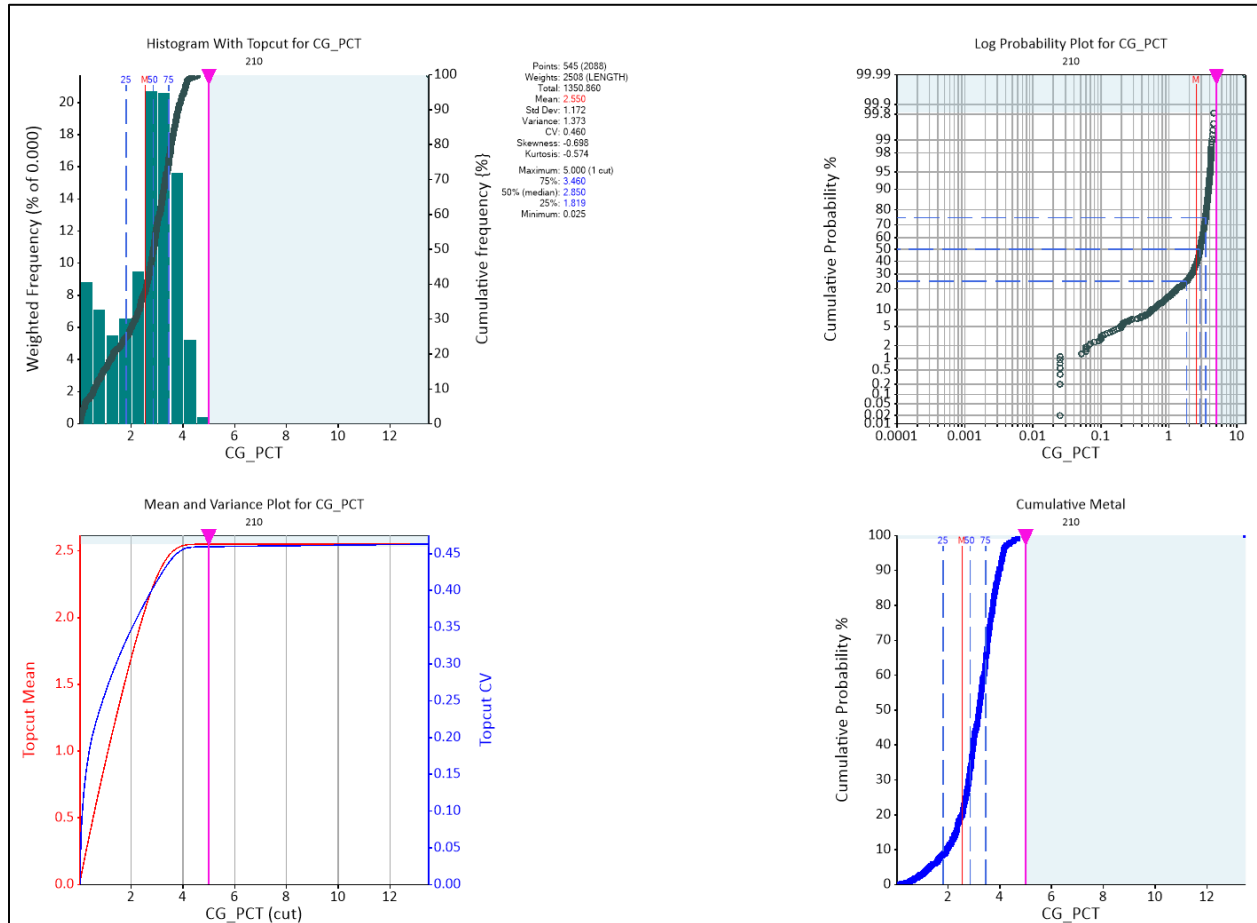 Histogram With Topcut for CG_PCT
210
25 M 50 75
Weighted Frequency (% of 0.000)
20
18
16
14
12
10
8
6
4
2
0
100
90
80
70
60
50
40
30
20
10
0
Cumulative frequency {%)
2 4 6 8 10 12
CG_PCT
Points: 545 (2088)
Weights: 2508 (LENGTH)
Total: 1350.860
Mean: 2.550
Std Dev: 1.172
Variance: 1.373
CV: 0.460
Skewness: -0.698
Kurtosis: -0.574
Maximum: 5.000 (1 cut)
75%: 3.460
50% (median): 2.850
25%: 1.819
Minimum: 0.025
Log Probability Plot for CG_PCT
210
M
Cumulative Probability %
99.99
99.9
99.8
99
98
95
90
80
70
60
50
40
30
20
10
5
2
1
0.5
0.2
0.1
0.05
0.02
0.01
0.0001 0.001 0.01 0.1 1 10
CG_PCT
Mean and Variance Plot for CG_PCT
210
Topcut Mean
2.5
2.0
1.5
1.0
0.5
0.0
0.45
0.40
0.35
0.30
0.25
0.20
0.15
0.10
0.05
0.00
Topcut CV
2 4 6 8 10 12
CG_PCT (cut)
Cumulative Metal
210
25 M 50 75
Cumulative Probability %
100
90
80
70
60
50
40
30
20
10
0
2 4 6 8 10 12
CG_PCT